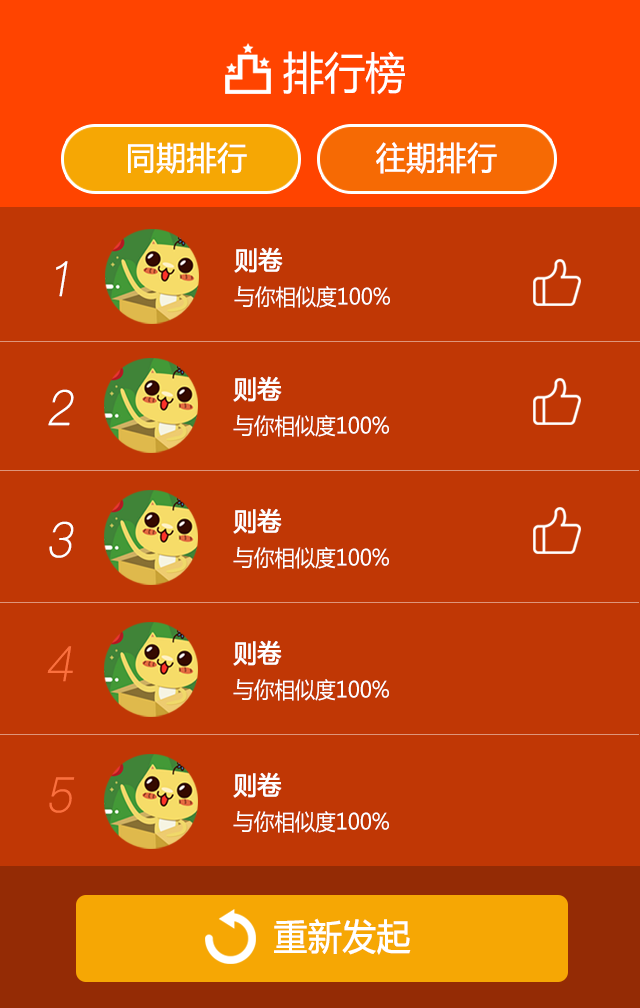 排行榜
同期排行
往期排行
1
则卷
与你相似度100%
2
则卷
与你相似度100%
3
则卷
与你相似度100%
4
则卷
与你相似度100%
5
则卷
与你相似度100%
重新发起